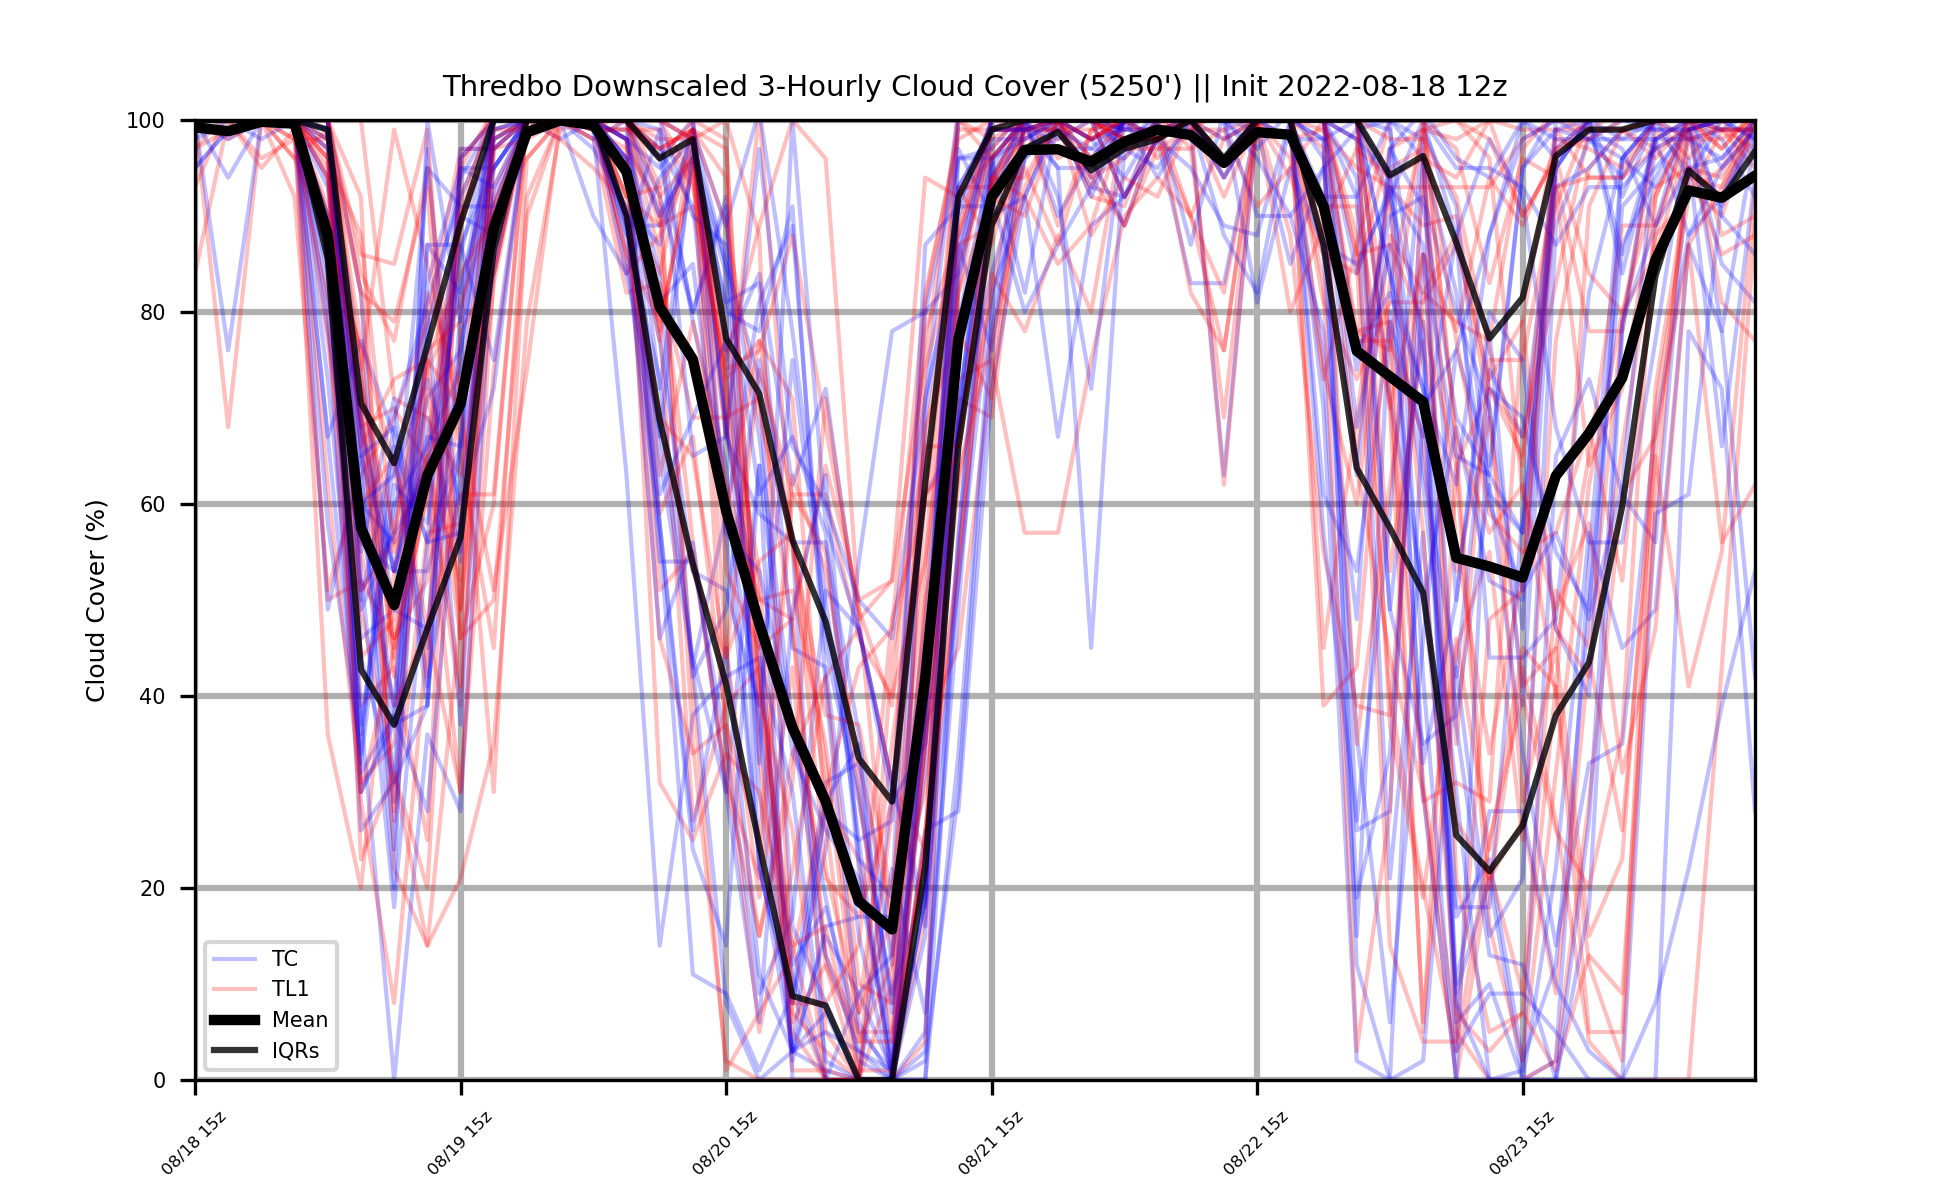 Thredbo Downscaled 3-Hourly Cloud Cover (5250') || Init 2022-08-18 12z
Cloud Cover (%)
100
80
60
40
20
0
TC
TL1
Mean
IQRs
08/18 15z
08/19 15z
08/20 15z
08/21 15z
08/22 15z
08/23 15z